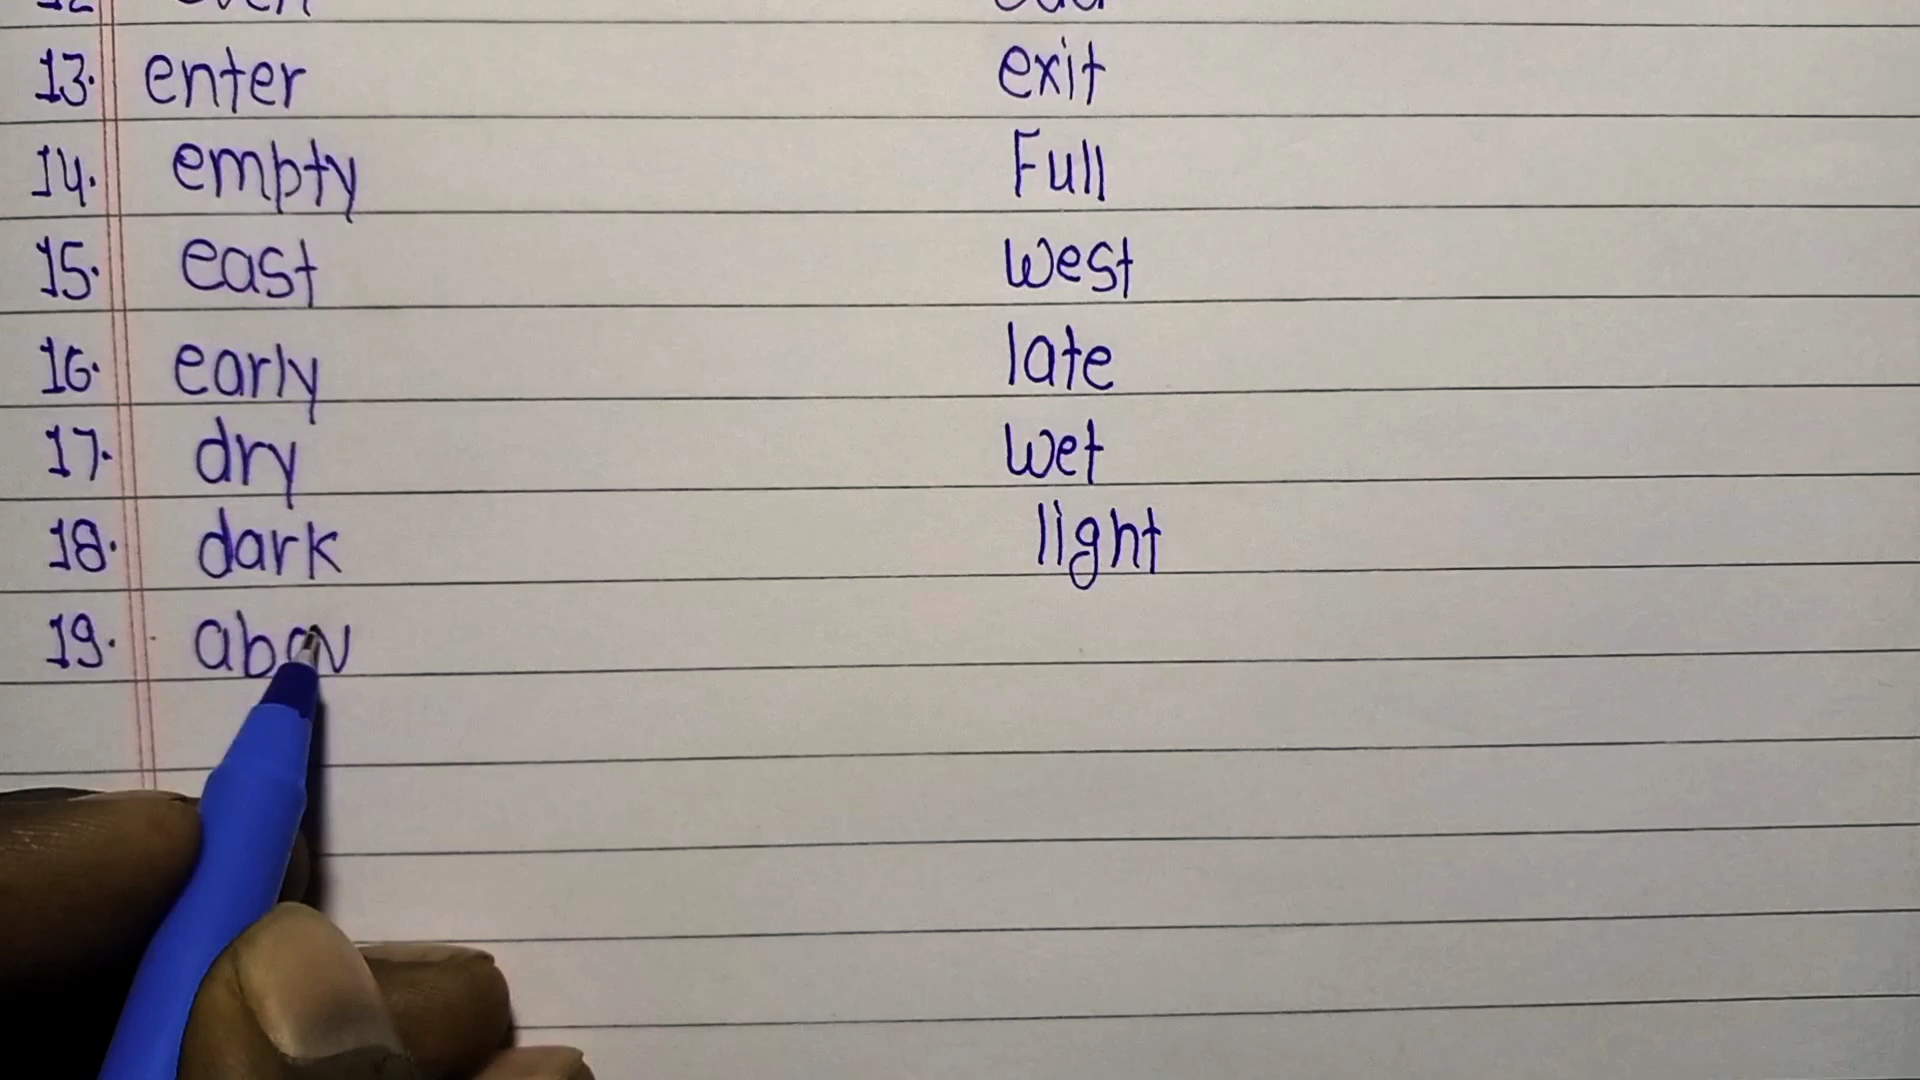 13. enter exit
14. empty Full
15. east west
16. early late
17. dry wet
18. dark light
19. abov